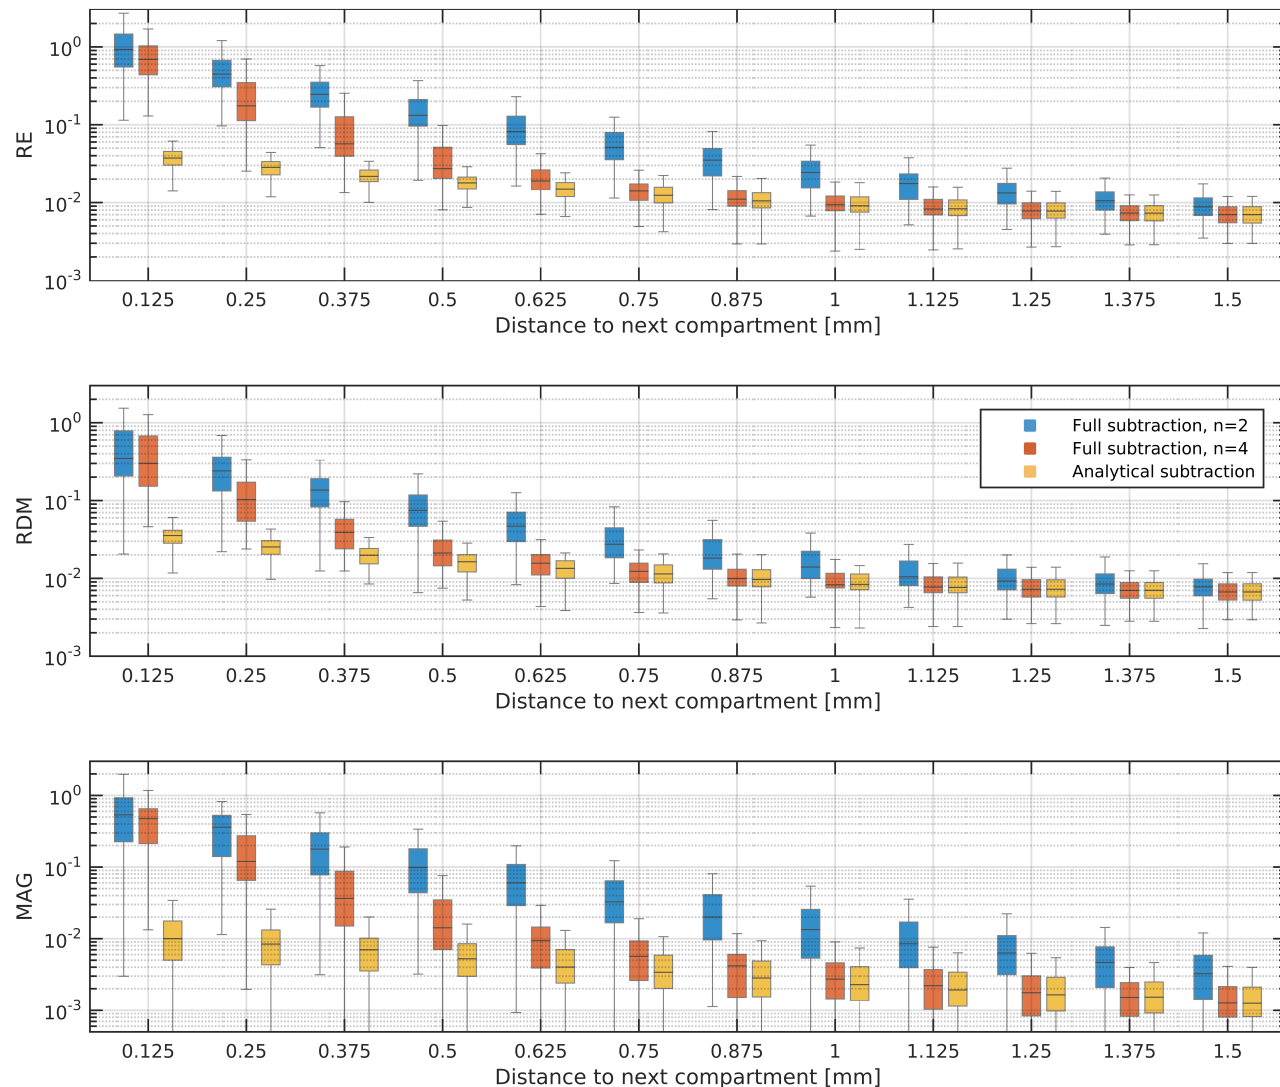 RE
10^0
10^-1
10^-2
10^-3
0.125 0.25 0.375 0.5 0.625 0.75 0.875 1 1.125 1.25 1.375 1.5
Distance to next compartment [mm]
RDM
10^0
10^-1
10^-2
10^-3
Full subtraction, n=2
Full subtraction, n=4
Analytical subtraction
0.125 0.25 0.375 0.5 0.625 0.75 0.875 1 1.125 1.25 1.375 1.5
Distance to next compartment [mm]
MAG
10^0
10^-1
10^-2
10^-3
0.125 0.25 0.375 0.5 0.625 0.75 0.875 1 1.125 1.25 1.375 1.5
Distance to next compartment [mm]